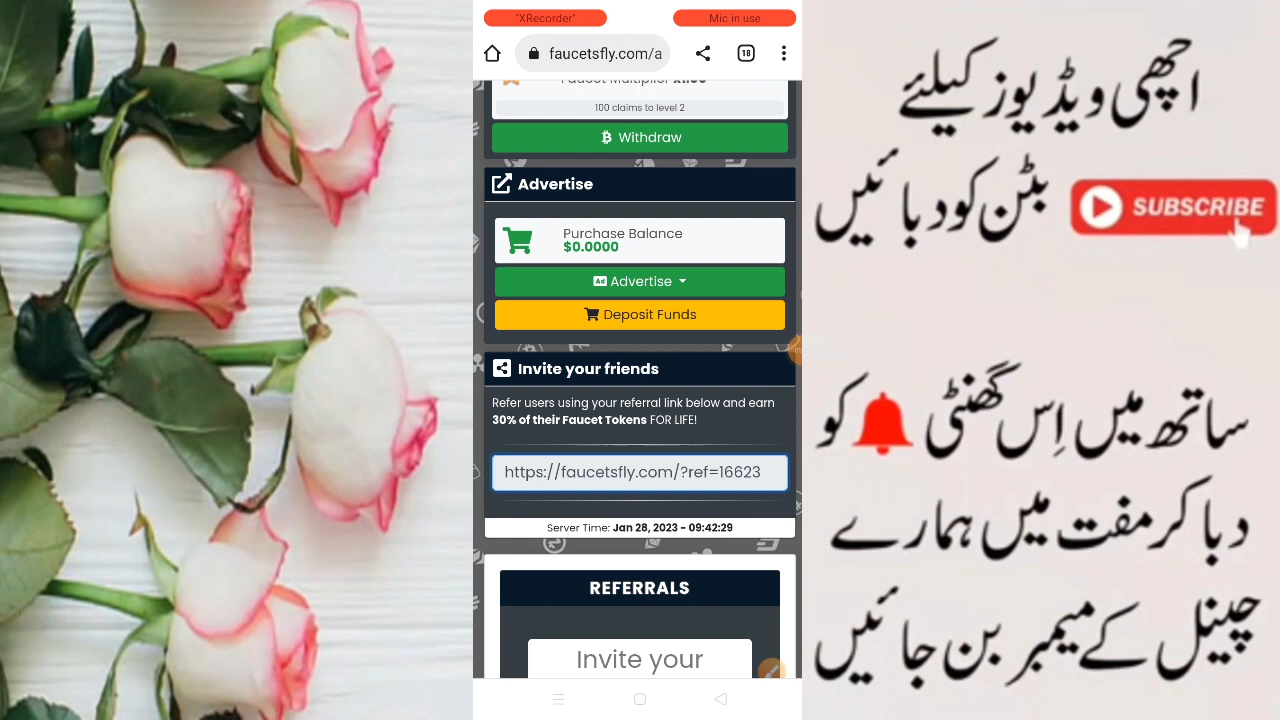 "XRecorder"
Mic in use
faucetsfly.com/a
18
100 claims to level 2
Withdraw
Advertise
Purchase Balance
$0.0000
Ad Advertise
Deposit Funds
Invite your friends
Refer users using your referral link below and earn
30% of their Faucet Tokens FOR LIFE!
https://faucetsfly.com/?ref=16623
Server Time: Jan 28, 2023 - 09:42:29
REFERRALS
Invite your
اچھی ویڈیوز کیلئے
SUBSCRIBE بٹن کو دبائیں
ساتھ میں اِس گھنٹی کو
دبا کر مفت میں ہمارے
چینل کے میمبر بن جائیں